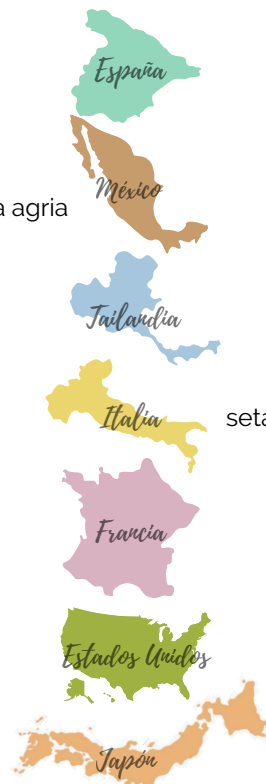 España
México
a agria
Tailandia
Italia
seta
Francia
Estados Unidos
Japón